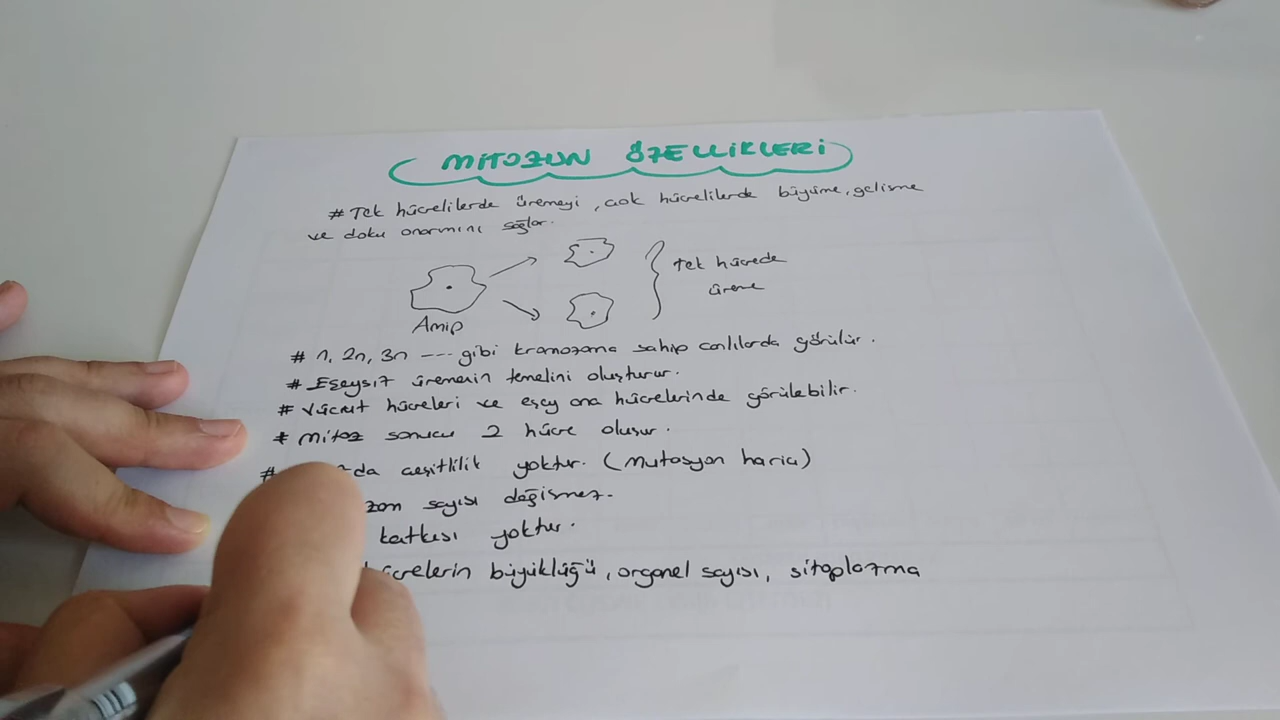 MİTOZUN ÖZELLİKLERİ
# Tek hücrelilerde üremeyi, çok hücrelilerde büyüme, gelişme
ve doku onarımını sağlar.
Tek hücrede
üreme
Amip
# n, 2n, 3n ---- gibi kromozoma sahip canlılarda görülür.
# Eşeysiz üremenin temelini oluşturur.
# Vücut hücreleri ve eşey ana hücrelerinde görülebilir.
# Mitoz sonucu 2 hücre oluşur.
# da çeşitlilik yoktur. (Mutasyon hariç)
sayısı değişmez.
katkısı yoktur.
büyüklüğü, organel sayısı, sitoplazma